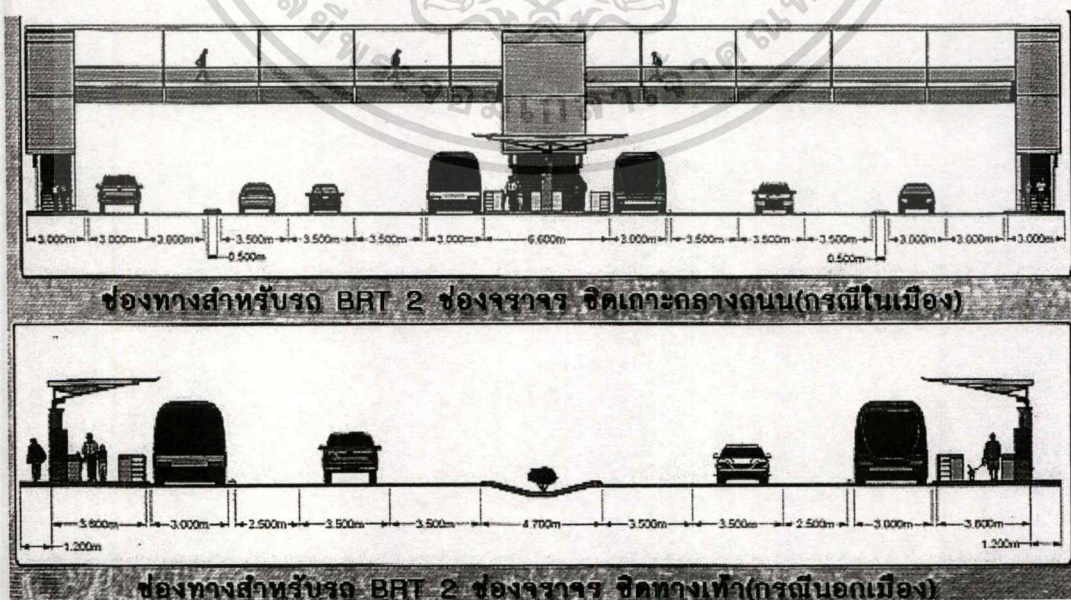 3.000m 3.000m 3.000m 3.500m 3.500m 3.500m 3.000m 6.600m 3.000m 3.500m 3.500m 3.500m 3.000m 3.000m 3.000m
0.500m 0.500m
ช่องทางสำหรับรถ BRT 2 ช่องจราจร ชิดเกาะกลางถนน(กรณีในเมือง)
3.600m 3.000m 2.500m 3.500m 3.500m 4.700m 3.500m 3.500m 2.500m 3.000m 3.600m
1.200m 1.200m
ช่องทางสำหรับรถ BRT 2 ช่องจราจร ชิดทางเท้า(กรณีนอกเมือง)